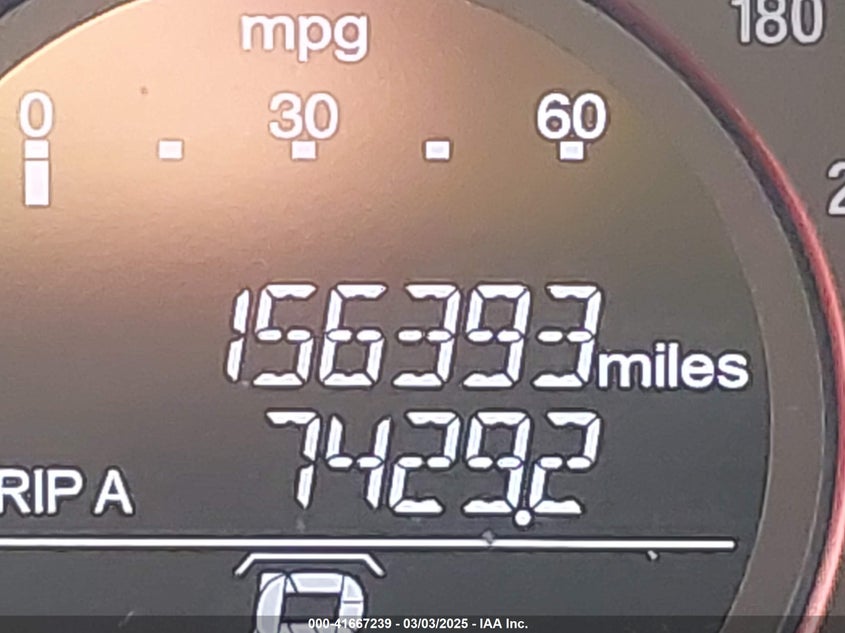 mpg
180
0 30 60
156393 miles
7429.2
RIP A
000-41667239 - 03/03/2025 - IAA Inc.